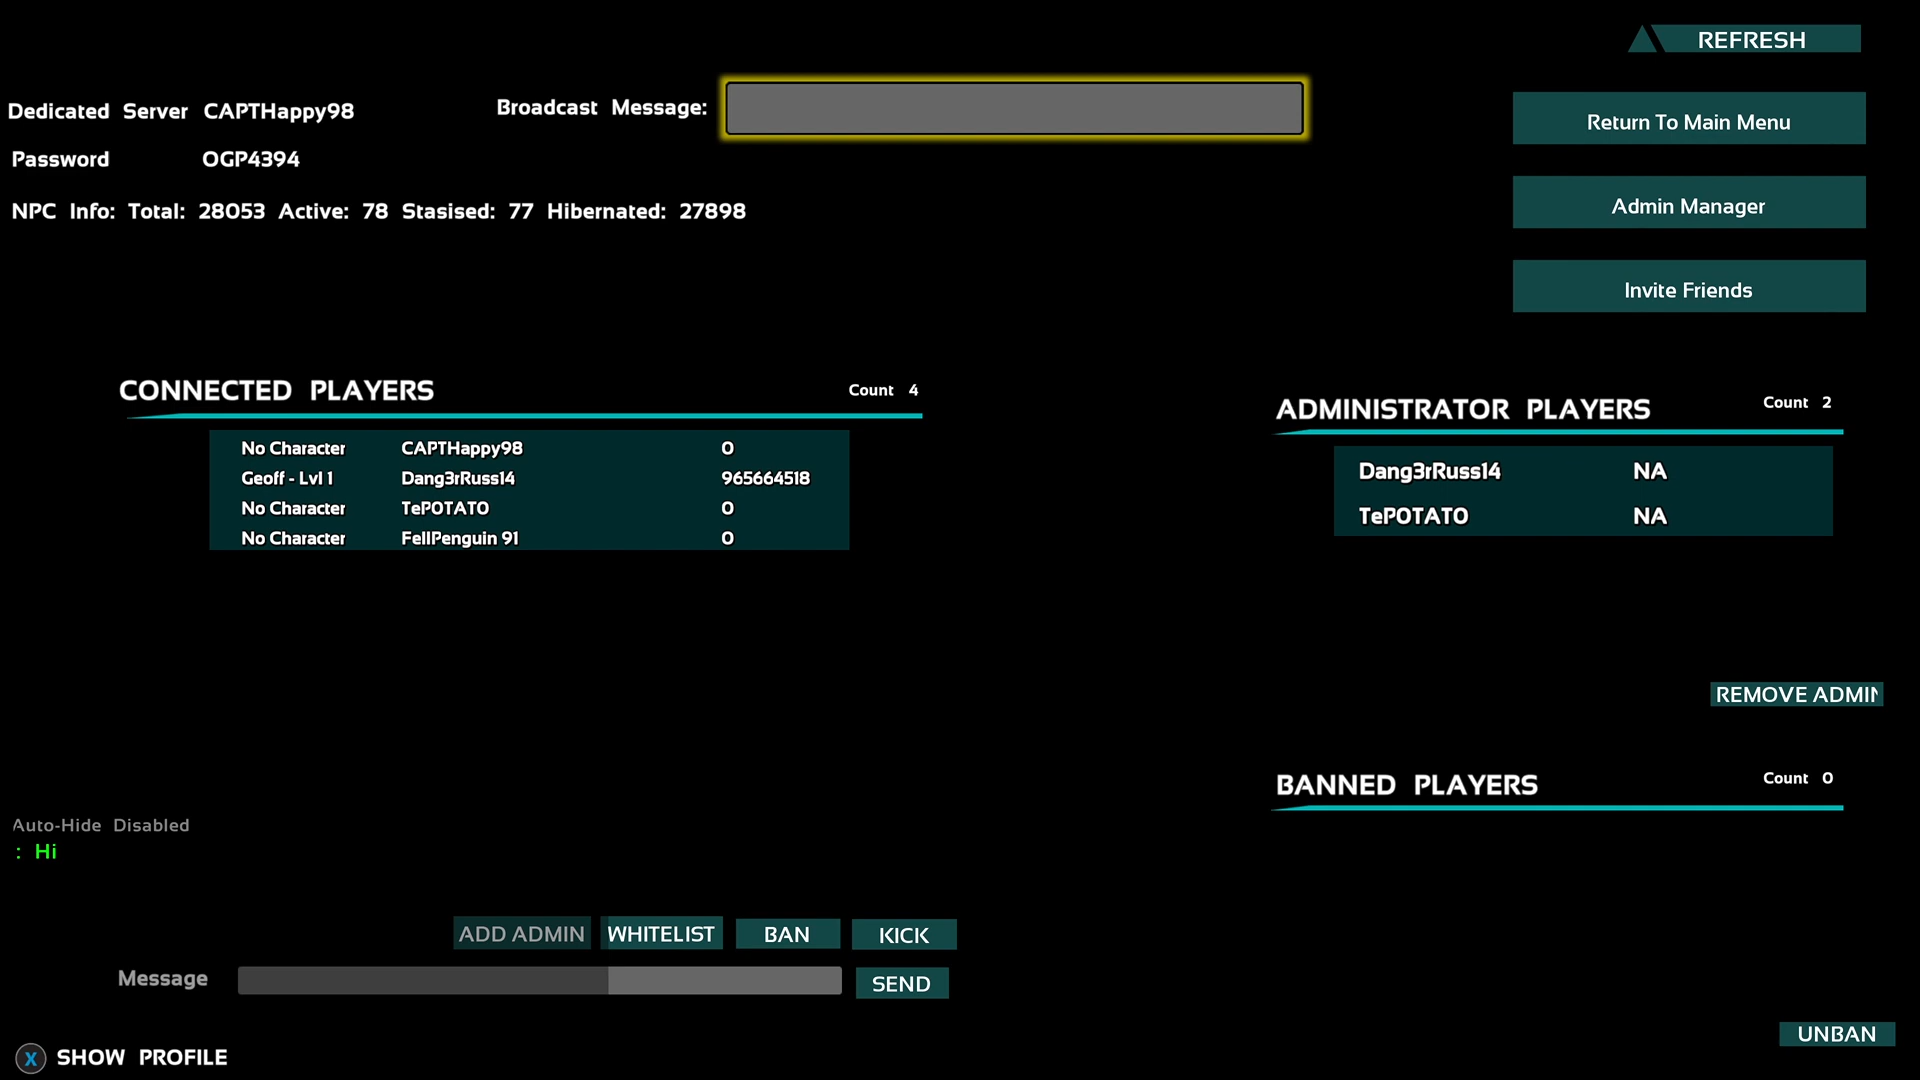 REFRESH
Dedicated Server CAPTHappy98
Broadcast Message:
Return To Main Menu
Password OGP4394
Admin Manager
NPC Info: Total: 28053 Active: 78 Stasised: 77 Hibernated: 27898
Invite Friends
CONNECTED PLAYERS Count 4
No Character CAPTHappy98 0
Geoff - Lvl 1 Dang3rRuss14 965664518
No Character TePOTATO 0
No Character FellPenguin 91 0
ADMINISTRATOR PLAYERS Count 2
Dang3rRuss14 NA
TePOTATO NA
REMOVE ADMIN
BANNED PLAYERS Count 0
Auto-Hide Disabled
: Hi
ADD ADMIN WHITELIST BAN KICK
Message SEND
UNBAN
X SHOW PROFILE